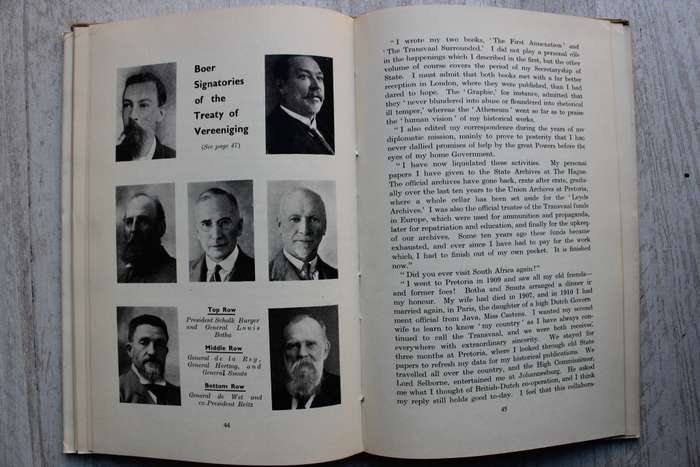 Boer
Signatories
of the
Treaty of
Vereeniging
(See page 47)
Top Row
President Schalk Burger
and General Louis
Botha
Middle Row
General de la Rey,
General Hertzog, and
General Smuts
Bottom Row
General de Wet and
ex-President Reitz
44
"I wrote my two books, 'The First Annexation' and
'The Transvaal Surrounded.' I did not play a personal rôle
in the happenings which I described in the first, but the other
volume of course covers the period of my Secretaryship of
State. I must admit that both books met with a far better
reception in London, where they were published, than I had
dared to hope. The 'Graphic,' for instance, admitted that
they 'never blundered into abuse or floundered into rhetorical
ill temper,' whereas the 'Atheneum' went so far as to praise
the 'human vision' of my historical works.
"I also edited my correspondence during the years of my
diplomatic mission, mainly to prove to posterity that I had
never dallied promises of help by the great Powers before the
eyes of my home Government.
"I have now liquidated these activities. My personal
papers I have given to the State Archives at The Hague.
The official archives have gone back, crate after crate, gradu-
ally over the last ten years to the Union Archives at Pretoria,
where a whole cellar has been set aside for the 'Leyds
Archives.' I was also the official trustee of the Transvaal funds
in Europe, which were used for ammunition and propaganda,
later for repatriation and education, and finally for the upkeep
of our archives. Some ten years ago these funds became
exhausted, and ever since I have had to pay for the work
which I had to finish out of my own pocket. It is finished
now."
"Did you ever visit South Africa again?"
"I went to Pretoria in 1909 and saw all my old friends—
and former foes! Botha and Smuts arranged a dinner in
my honour. My wife had died in 1907, and in 1910 I had
married again, in Paris, the daughter of a high Dutch Govern
ment official from Java, Miss Castens. I wanted my second
wife to learn to know 'my country' as I have always con-
tinued to call the Transvaal, and we were both received
everywhere with extraordinary sincerity. We stayed for
three months at Pretoria, where I looked through old State
papers to refresh my data for my historical publications. We
travelled all over the country, and the High Commissioner,
Lord Selborne, entertained me at Johannesburg. He asked
me what I thought of British-Dutch co-operation, and I think
my reply still holds good to-day. I feel that this collabora-
45